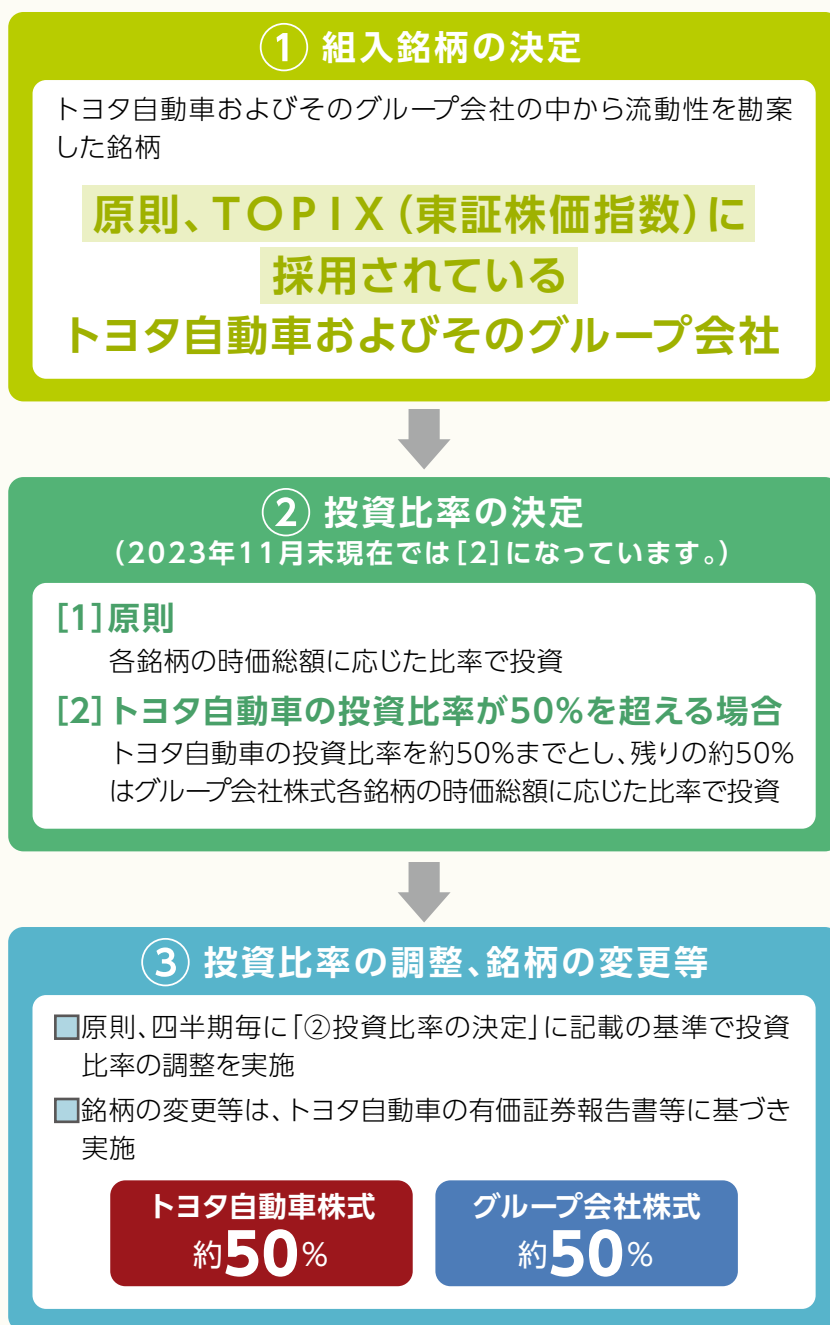 ① 組入銘柄の決定
トヨタ自動車およびそのグループ会社の中から流動性を勘案
した銘柄
原則、TOPIX（東証株価指数）に
採用されている
トヨタ自動車およびそのグループ会社
② 投資比率の決定
（2023年11月末現在では［2］になっています。）
［1］原則
各銘柄の時価総額に応じた比率で投資
［2］トヨタ自動車の投資比率が50%を超える場合
トヨタ自動車の投資比率を約50%までとし、残りの約50%
はグループ会社株式各銘柄の時価総額に応じた比率で投資
③ 投資比率の調整、銘柄の変更等
原則、四半期毎に「②投資比率の決定」に記載の基準で投資
比率の調整を実施
銘柄の変更等は、トヨタ自動車の有価証券報告書等に基づき
実施
トヨタ自動車株式
約50%
グループ会社株式
約50%